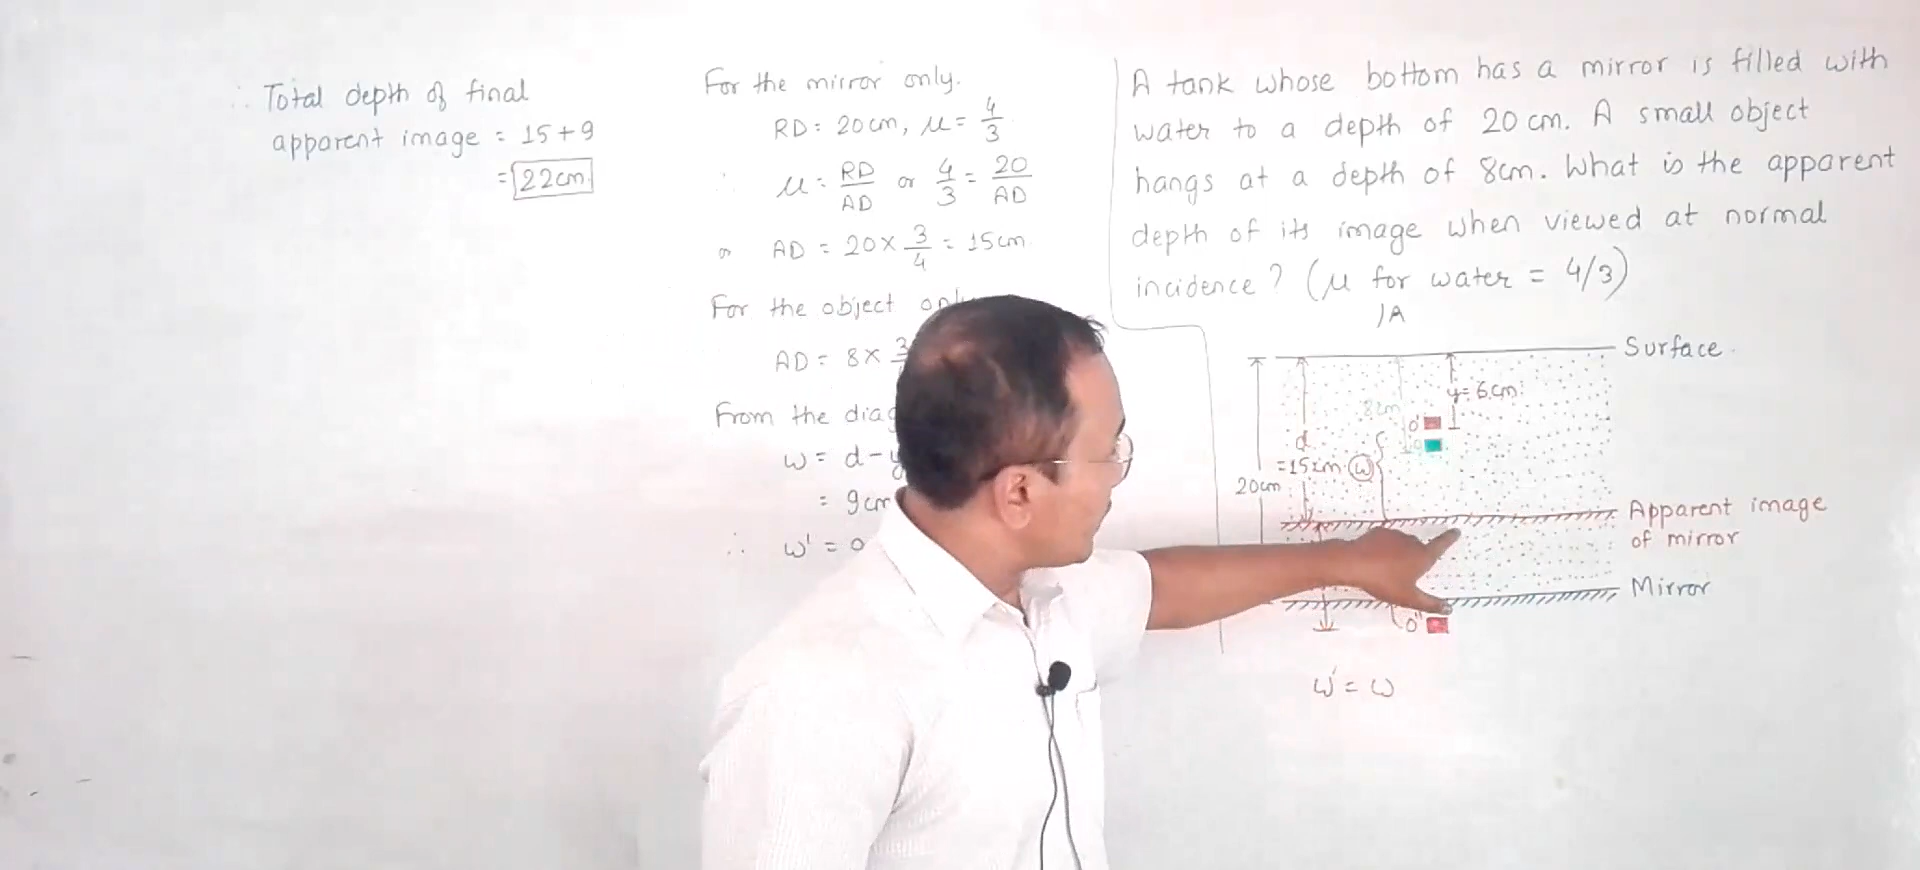 ∴ Total depth of final
apparent image = 15+9
= 22cm
For the mirror only.
RD = 20cm, μ = 4/3
∴ μ = RD/AD or 4/3 = 20/AD
or AD = 20 × 3/4 = 15cm
For the object
AD = 8 × 3
From the diag
w = d-y
= 9cm
∴ w' =
A tank whose bottom has a mirror is filled with
water to a depth of 20 cm. A small object
hangs at a depth of 8cm. What is the apparent
depth of its image when viewed at normal
incidence? (μ for water = 4/3)
/A
Surface.
y = 6cm
8cm
O'
O
d
=15cm
w
20cm
Apparent image
of mirror
Mirror
O"
w' = w